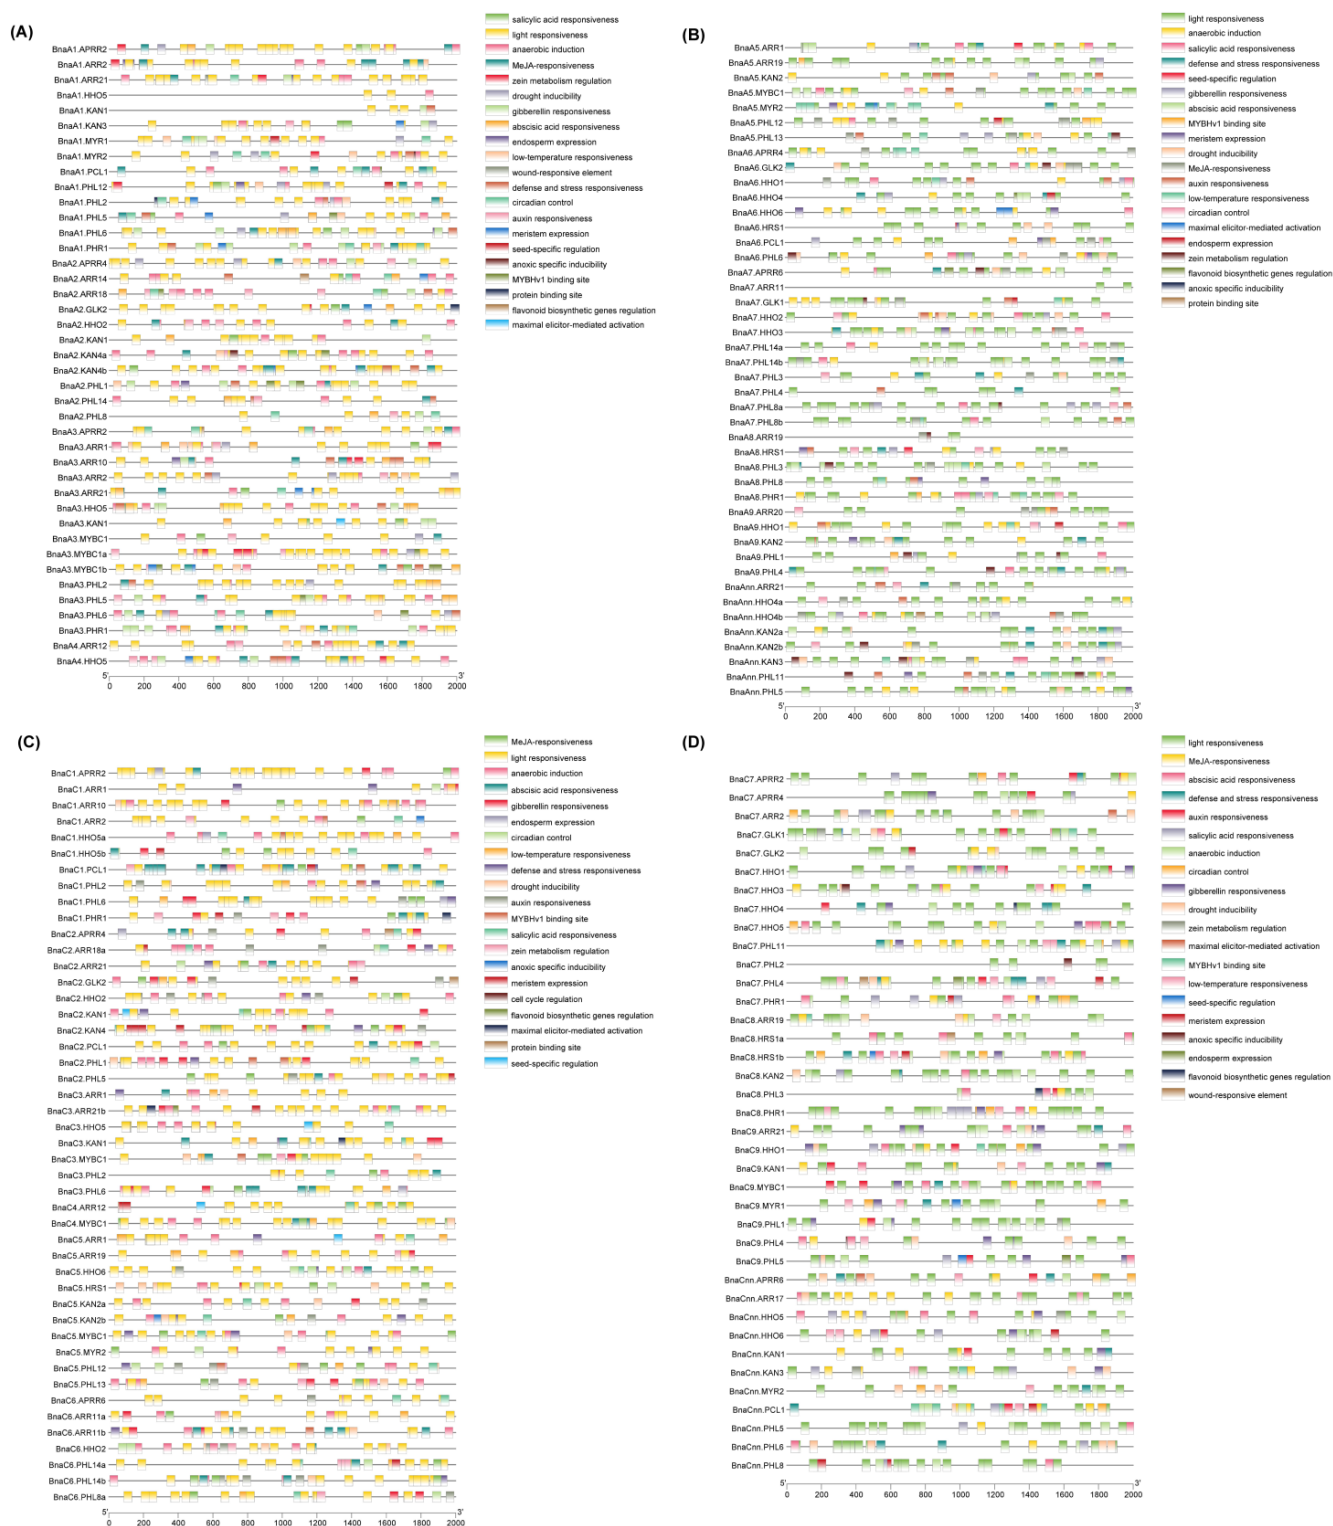 (A)
BnaA1.APRR2
BnaA1.ARR2
BnaA1.ARR21
BnaA1.HHO5
BnaA1.KAN1
BnaA1.KAN3
BnaA1.MYR1
BnaA1.MYR2
BnaA1.PCL1
BnaA1.PHL12
BnaA1.PHL2
BnaA1.PHL5
BnaA1.PHL6
BnaA1.PHR1
BnaA2.APRR4
BnaA2.ARR14
BnaA2.ARR18
BnaA2.GLK2
BnaA2.HHO2
BnaA2.KAN1
BnaA2.KAN4a
BnaA2.KAN4b
BnaA2.PHL1
BnaA2.PHL14
BnaA2.PHL8
BnaA3.APRR2
BnaA3.ARR1
BnaA3.ARR10
BnaA3.ARR2
BnaA3.ARR21
BnaA3.HHO5
BnaA3.KAN1
BnaA3.MYBC1
BnaA3.MYBC1a
BnaA3.MYBC1b
BnaA3.PHL2
BnaA3.PHL5
BnaA3.PHL6
BnaA3.PHR1
BnaA4.ARR12
BnaA4.HHO5
5' 3'
0 200 400 600 800 1000 1200 1400 1600 1800 2000
salicylic acid responsiveness
light responsiveness
anaerobic induction
MeJA-responsiveness
zein metabolism regulation
drought inducibility
gibberellin responsiveness
abscisic acid responsiveness
endosperm expression
low-temperature responsiveness
wound-responsive element
defense and stress responsiveness
circadian control
auxin responsiveness
meristem expression
seed-specific regulation
anoxic specific inducibility
MYBHv1 binding site
protein binding site
flavonoid biosynthetic genes regulation
maximal elicitor-mediated activation
(B)
BnaA5.ARR1
BnaA5.ARR19
BnaA5.KAN2
BnaA5.MYBC1
BnaA5.MYR2
BnaA5.PHL12
BnaA5.PHL13
BnaA6.APRR4
BnaA6.GLK2
BnaA6.HHO1
BnaA6.HHO4
BnaA6.HHO6
BnaA6.HRS1
BnaA6.PCL1
BnaA6.PHL6
BnaA7.APRR6
BnaA7.ARR11
BnaA7.GLK1
BnaA7.HHO2
BnaA7.HHO3
BnaA7.PHL14a
BnaA7.PHL14b
BnaA7.PHL3
BnaA7.PHL4
BnaA7.PHL8a
BnaA7.PHL8b
BnaA8.ARR19
BnaA8.HRS1
BnaA8.PHL3
BnaA8.PHL8
BnaA8.PHR1
BnaA9.ARR20
BnaA9.HHO1
BnaA9.KAN2
BnaA9.PHL1
BnaA9.PHL4
BnaAnn.ARR21
BnaAnn.HHO4a
BnaAnn.HHO4b
BnaAnn.KAN2a
BnaAnn.KAN2b
BnaAnn.KAN3
BnaAnn.PHL11
BnaAnn.PHL5
5' 3'
0 200 400 600 800 1000 1200 1400 1600 1800 2000
light responsiveness
anaerobic induction
salicylic acid responsiveness
defense and stress responsiveness
seed-specific regulation
gibberellin responsiveness
abscisic acid responsiveness
MYBHv1 binding site
meristem expression
drought inducibility
MeJA-responsiveness
auxin responsiveness
low-temperature responsiveness
circadian control
maximal elicitor-mediated activation
endosperm expression
zein metabolism regulation
flavonoid biosynthetic genes regulation
anoxic specific inducibility
protein binding site
(C)
BnaC1.APRR2
BnaC1.ARR1
BnaC1.ARR10
BnaC1.ARR2
BnaC1.HHO5a
BnaC1.HHO5b
BnaC1.PCL1
BnaC1.PHL2
BnaC1.PHL6
BnaC1.PHR1
BnaC2.APRR4
BnaC2.ARR18a
BnaC2.ARR21
BnaC2.GLK2
BnaC2.HHO2
BnaC2.KAN1
BnaC2.KAN4
BnaC2.PCL1
BnaC2.PHL1
BnaC2.PHL5
BnaC3.ARR1
BnaC3.ARR21b
BnaC3.HHO5
BnaC3.KAN1
BnaC3.MYBC1
BnaC3.PHL2
BnaC3.PHL6
BnaC4.ARR12
BnaC4.MYBC1
BnaC5.ARR1
BnaC5.ARR19
BnaC5.HHO6
BnaC5.HRS1
BnaC5.KAN2a
BnaC5.KAN2b
BnaC5.MYBC1
BnaC5.MYR2
BnaC5.PHL12
BnaC5.PHL13
BnaC6.APRR6
BnaC6.ARR11a
BnaC6.ARR11b
BnaC6.HHO2
BnaC6.PHL14a
BnaC6.PHL14b
BnaC6.PHL8a
5' 3'
0 200 400 600 800 1000 1200 1400 1600 1800 2000
MeJA-responsiveness
light responsiveness
anaerobic induction
abscisic acid responsiveness
gibberellin responsiveness
endosperm expression
circadian control
low-temperature responsiveness
defense and stress responsiveness
drought inducibility
auxin responsiveness
MYBHv1 binding site
salicylic acid responsiveness
zein metabolism regulation
anoxic specific inducibility
meristem expression
cell cycle regulation
flavonoid biosynthetic genes regulation
maximal elicitor-mediated activation
protein binding site
seed-specific regulation
(D)
BnaC7.APRR2
BnaC7.APRR4
BnaC7.ARR2
BnaC7.GLK1
BnaC7.GLK2
BnaC7.HHO1
BnaC7.HHO3
BnaC7.HHO4
BnaC7.HHO5
BnaC7.PHL11
BnaC7.PHL2
BnaC7.PHL4
BnaC7.PHR1
BnaC8.ARR19
BnaC8.HRS1a
BnaC8.HRS1b
BnaC8.KAN2
BnaC8.PHL3
BnaC8.PHR1
BnaC9.ARR21
BnaC9.HHO1
BnaC9.KAN1
BnaC9.MYBC1
BnaC9.MYR1
BnaC9.PHL1
BnaC9.PHL4
BnaC9.PHL5
BnaCnn.APRR6
BnaCnn.ARR17
BnaCnn.HHO5
BnaCnn.HHO6
BnaCnn.KAN1
BnaCnn.KAN3
BnaCnn.MYR2
BnaCnn.PCL1
BnaCnn.PHL5
BnaCnn.PHL6
BnaCnn.PHL8
5' 3'
0 200 400 600 800 1000 1200 1400 1600 1800 2000
light responsiveness
MeJA-responsiveness
abscisic acid responsiveness
defense and stress responsiveness
auxin responsiveness
salicylic acid responsiveness
anaerobic induction
circadian control
gibberellin responsiveness
drought inducibility
zein metabolism regulation
maximal elicitor-mediated activation
MYBHv1 binding site
low-temperature responsiveness
seed-specific regulation
meristem expression
anoxic specific inducibility
endosperm expression
flavonoid biosynthetic genes regulation
wound-responsive element